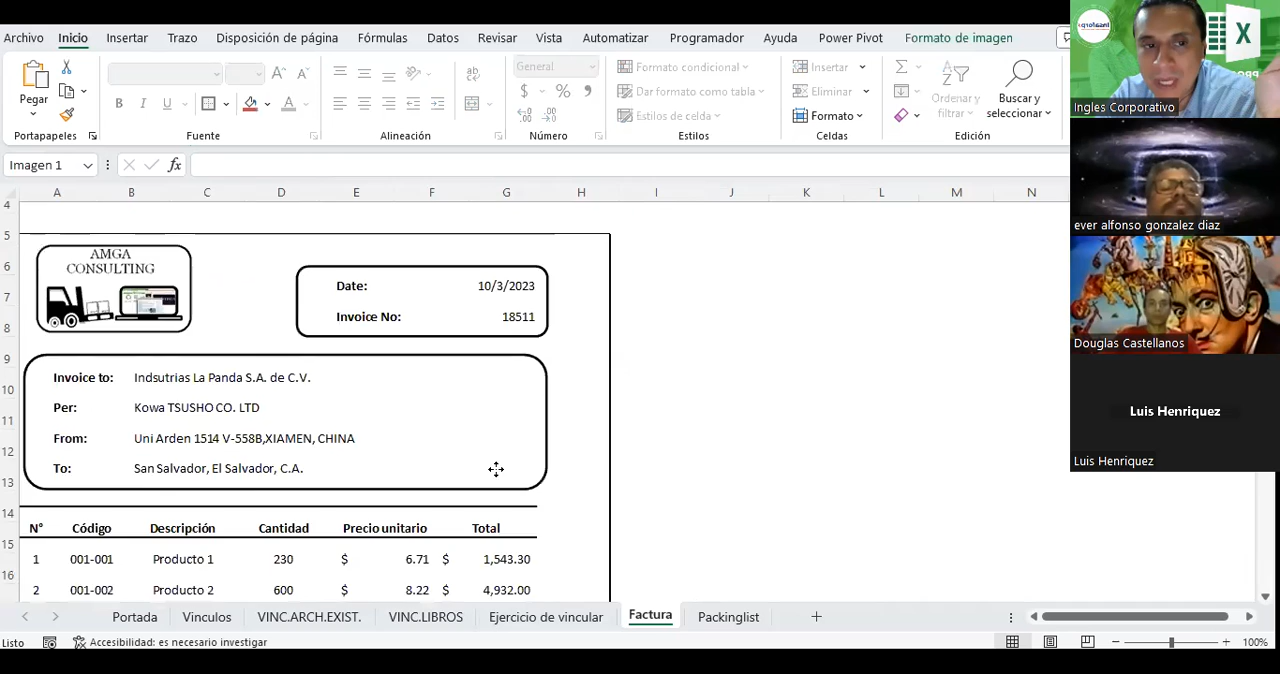 Archivo Inicio Insertar Trazo Disposición de página Datos Revisar Vista Automatizar Programador Ayuda Power Pivot Formato de imagen
Pegar
General
Formato condicional
Dar formato como tabla
Estilos de celda
Insertar
Eliminar
Formato
Ordenar y filtrar
Buscar y seleccionar
Portapapeles Fuente Alineación Número Estilos Celdas Edición
Imagen 1
A B C D E F G H I J K L M N
4
5
6
7
8
9
10
11
12
13
14
15
16
AMGA
CONSULTING
Date: 10/3/2023
Invoice No: 18511
Invoice to: Indsutrias La Panda S.A. de C.V.
Per: Kowa TSUSHO CO. LTD
From: Uni Arden 1514 V-558B,XIAMEN, CHINA
To: San Salvador, El Salvador, C.A.
N° Código Descripción Cantidad Precio unitario Total
1 001-001 Producto 1 230 $ 6.71 $ 1,543.30
2 001-002 Producto 2 600 $ 8.22 $ 4,932.00
Portada Vinculos VINC.ARCH.EXIST. VINC.LIBROS Ejercicio de vincular Factura Packinglist
Listo Accesibilidad: es necesario investigar 100%
Ingles Corporativo
ever alfonso gonzalez diaz
Douglas Castellanos
Luis Henriquez
Luis Henriquez